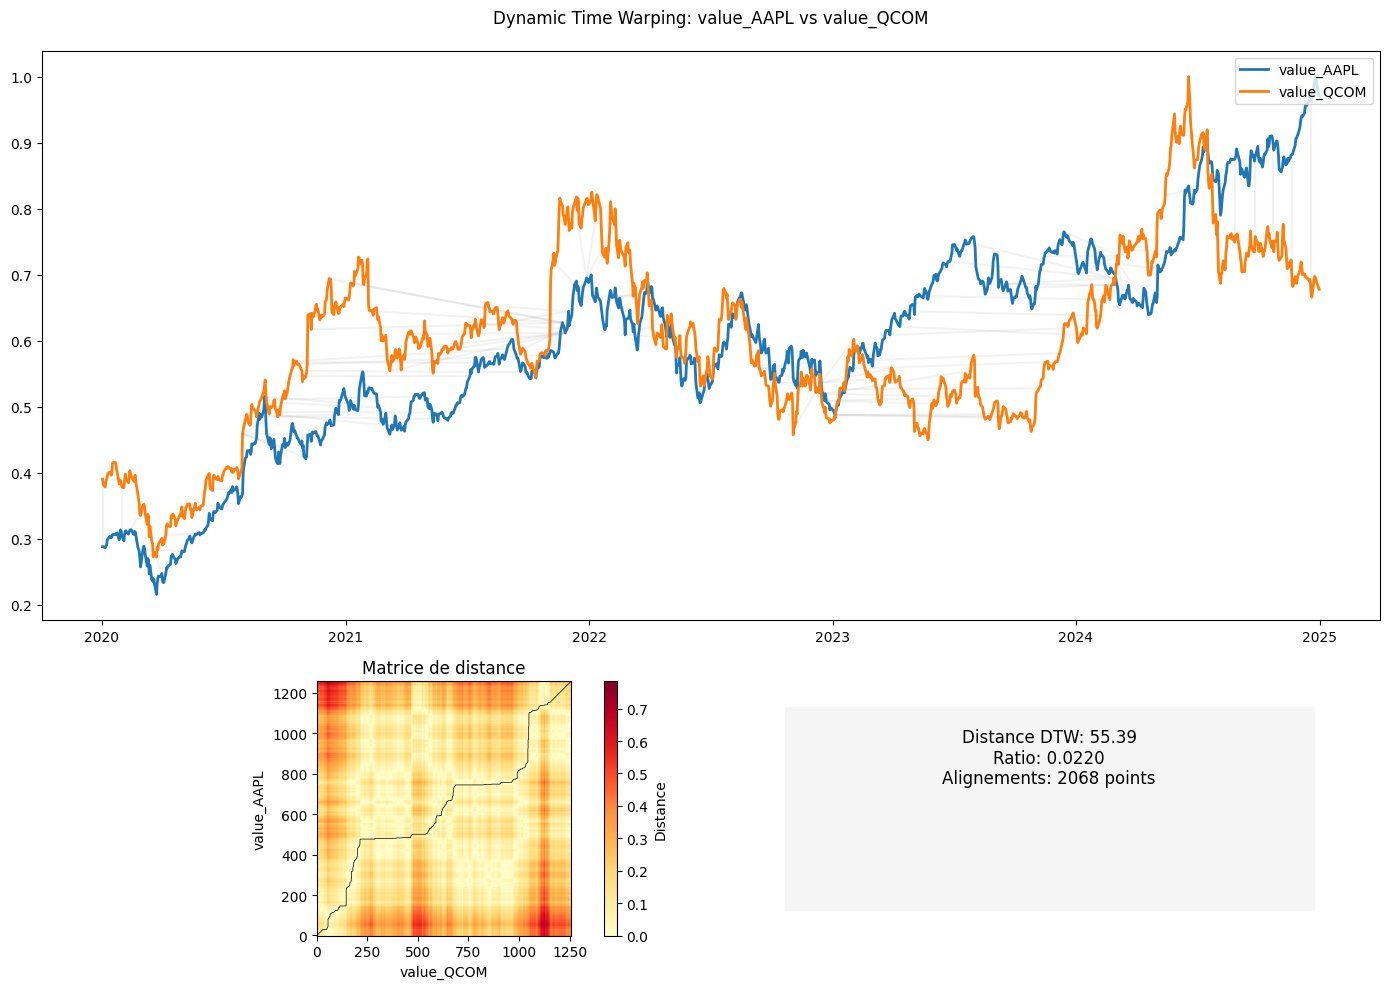 Dynamic Time Warping: value_AAPL vs value_QCOM
value_AAPL
value_QCOM
1.0
0.9
0.8
0.7
0.6
0.5
0.4
0.3
0.2
2020 2021 2022 2023 2024 2025
Matrice de distance
value_AAPL
1200
1000
800
600
400
200
0
0 250 500 750 1000 1250
value_QCOM
0.7
0.6
0.5
0.4
0.3
0.2
0.1
0.0
Distance
Distance DTW: 55.39
Ratio: 0.0220
Alignements: 2068 points